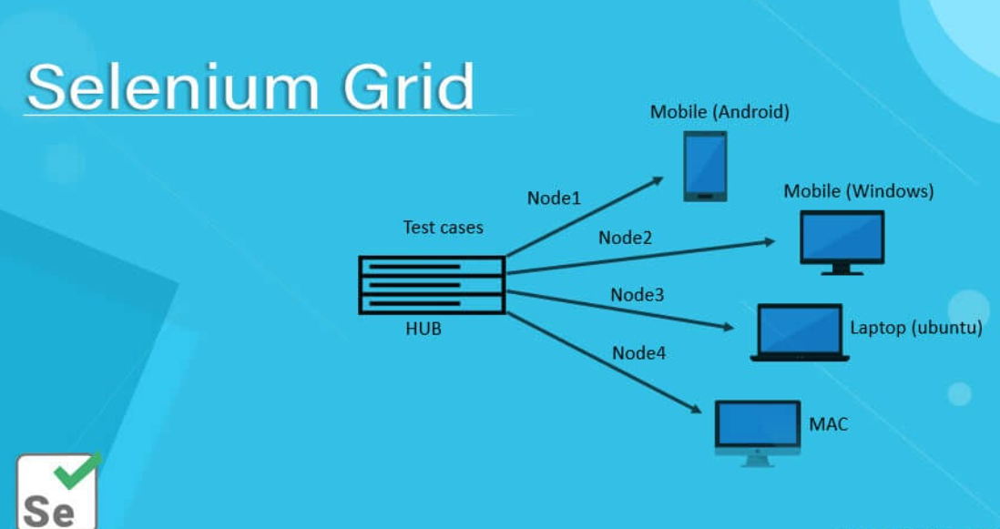 Selenium Grid
Mobile (Android)
Node1
Mobile (Windows)
Test cases
Node2
Node3
HUB
Laptop (ubuntu)
Node4
MAC
Se